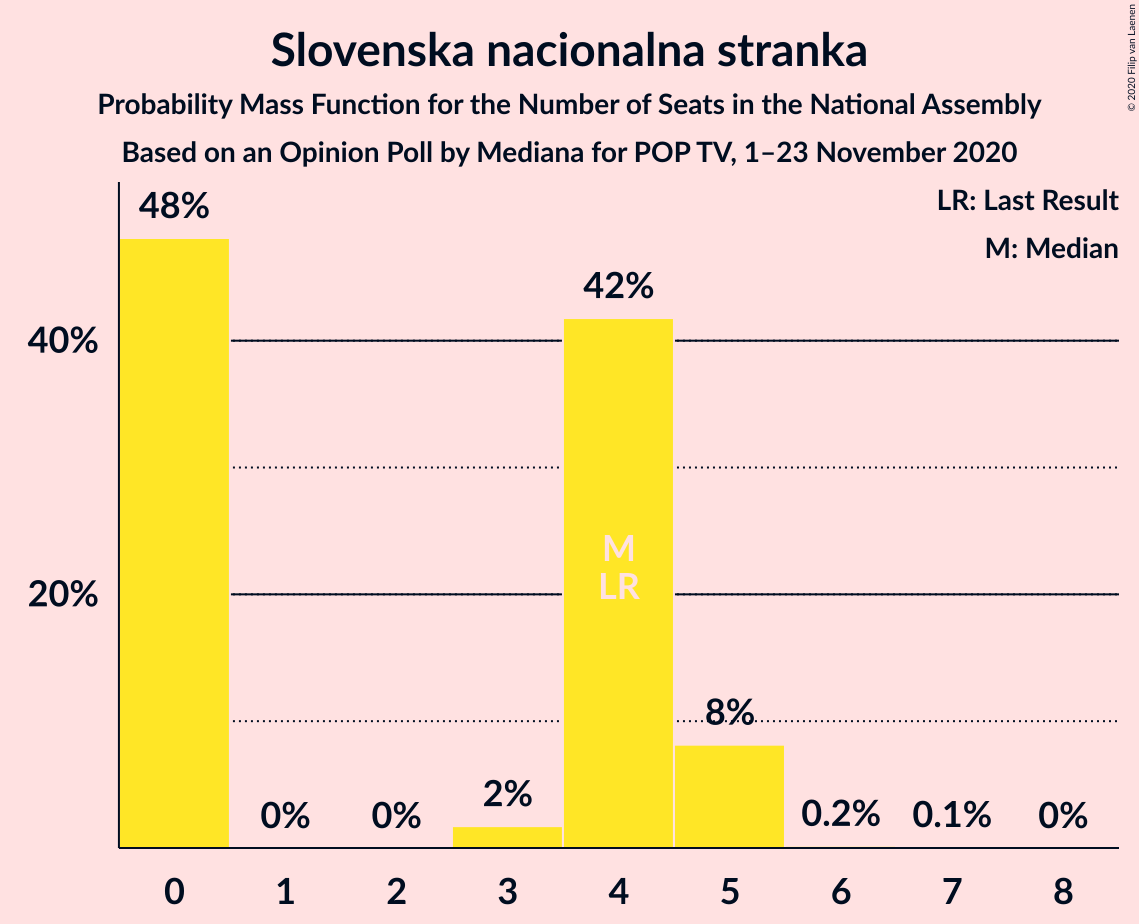 Slovenska nacionalna stranka
Probability Mass Function for the Number of Seats in the National Assembly
Based on an Opinion Poll by Mediana for POP TV, 1–23 November 2020
© 2020 Filip van Laenen
LR: Last Result
M: Median
48%
42%
40%
M
LR
20%
8%
2%
0%
0%
0.2%
0.1%
0%
0 1 2 3 4 5 6 7 8